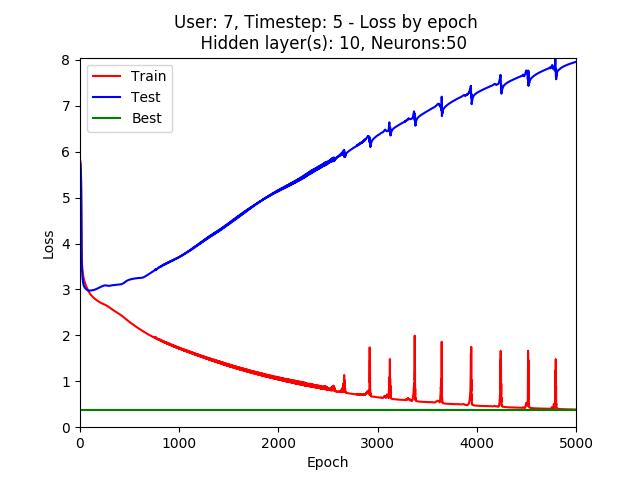 User: 7, Timestep: 5 - Loss by epoch
Hidden layer(s): 10, Neurons:50
8
7
6
5
4
3
2
1
0
Loss
Train
Test
Best
0
1000
2000
3000
4000
5000
Epoch